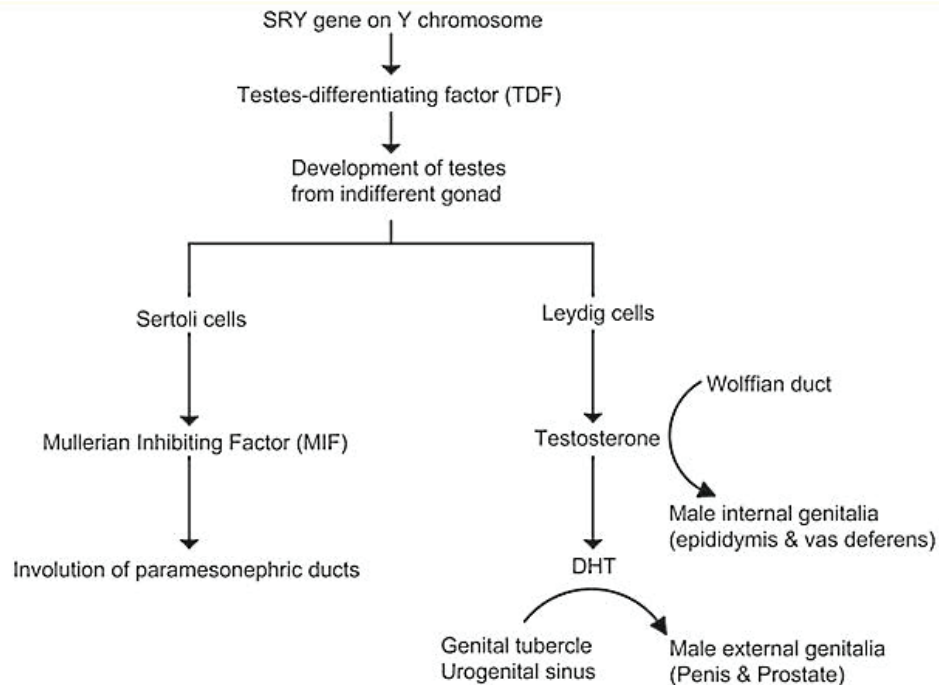 SRY gene on Y chromosome
Testes-differentiating factor (TDF)
Development of testes
from indifferent gonad
Sertoli cells
Leydig cells
Wolffian duct
Mullerian Inhibiting Factor (MIF)
Testosterone
Male internal genitalia
(epididymis & vas deferens)
Involution of paramesonephric ducts
DHT
Genital tubercle
Urogenital sinus
Male external genitalia
(Penis & Prostate)